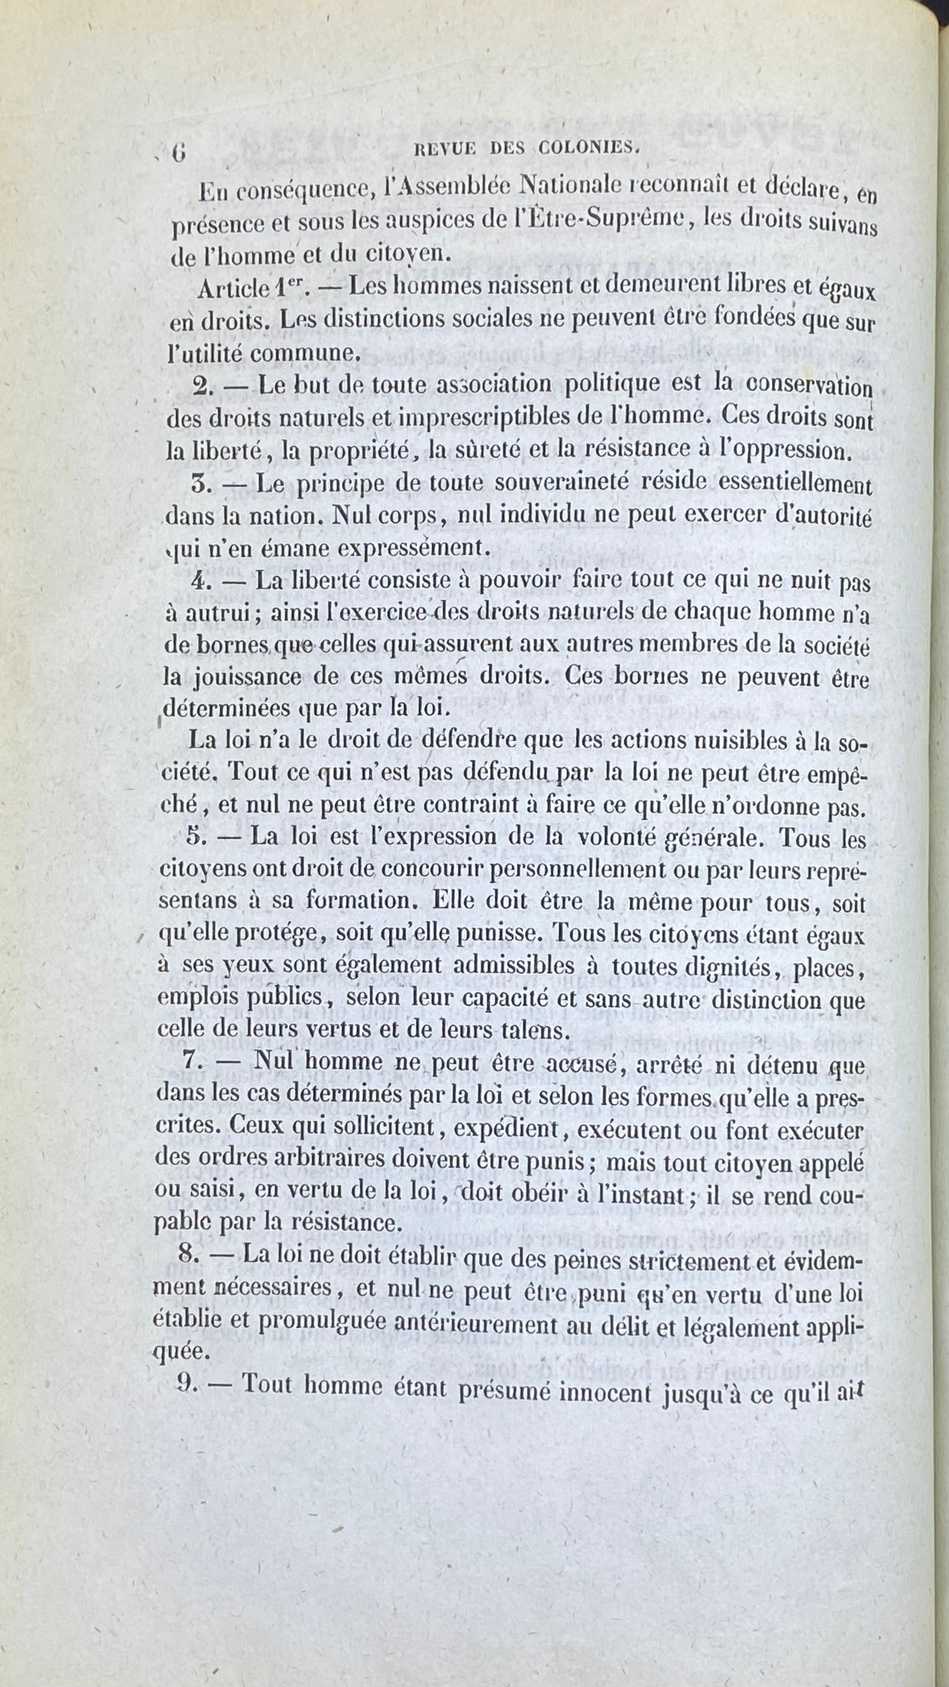 6 REVUE DES COLONIES.
En conséquence, l'Assemblée Nationale reconnaît et déclare, en
présence et sous les auspices de l'Être-Suprême, les droits suivans
de l'homme et du citoyen.
Article 1er. — Les hommes naissent et demeurent libres et égaux
en droits. Les distinctions sociales ne peuvent être fondées que sur
l'utilité commune.
2. — Le but de toute association politique est la conservation
des droits naturels et imprescriptibles de l'homme. Ces droits sont
la liberté, la propriété, la sûreté et la résistance à l'oppression.
3. — Le principe de toute souveraineté réside essentiellement
dans la nation. Nul corps, nul individu ne peut exercer d'autorité
qui n'en émane expressément.
4. — La liberté consiste à pouvoir faire tout ce qui ne nuit pas
à autrui; ainsi l'exercice des droits naturels de chaque homme n'a
de bornes que celles qui assurent aux autres membres de la société
la jouissance de ces mêmes droits. Ces bornes ne peuvent être
déterminées que par la loi.
La loi n'a le droit de défendre que les actions nuisibles à la so-
ciété. Tout ce qui n'est pas défendu par la loi ne peut être empê-
ché, et nul ne peut être contraint à faire ce qu'elle n'ordonne pas.
5. — La loi est l'expression de la volonté générale. Tous les
citoyens ont droit de concourir personnellement ou par leurs repré-
sentans à sa formation. Elle doit être la même pour tous, soit
qu'elle protége, soit qu'elle punisse. Tous les citoyens étant égaux
à ses yeux sont également admissibles à toutes dignités, places,
emplois publics, selon leur capacité et sans autre distinction que
celle de leurs vertus et de leurs talens.
7. — Nul homme ne peut être accusé, arrêté ni détenu que
dans les cas déterminés par la loi et selon les formes qu'elle a pres-
crites. Ceux qui sollicitent, expédient, exécutent ou font exécuter
des ordres arbitraires doivent être punis; mais tout citoyen appelé
ou saisi, en vertu de la loi, doit obéir à l'instant; il se rend cou-
pable par la résistance.
8. — La loi ne doit établir que des peines strictement et évidem-
ment nécessaires, et nul ne peut être puni qu'en vertu d'une loi
établie et promulguée antérieurement au délit et légalement appli-
quée.
9. — Tout homme étant présumé innocent jusqu'à ce qu'il ait